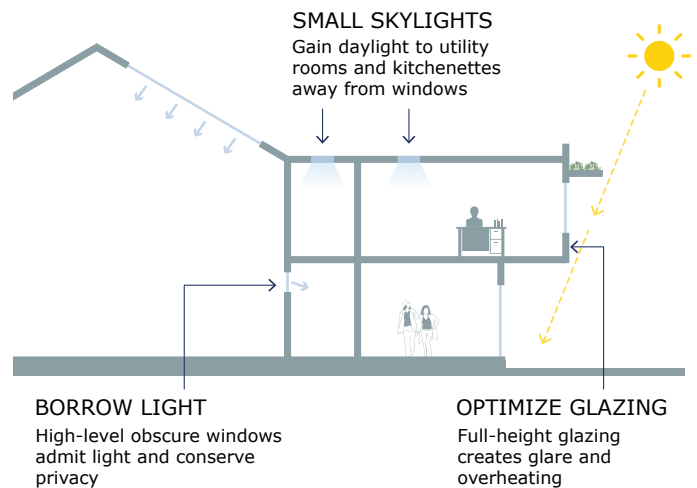 SMALL SKYLIGHTS
Gain daylight to utility
rooms and kitchenettes
away from windows
BORROW LIGHT
High-level obscure windows
admit light and conserve
privacy
OPTIMIZE GLAZING
Full-height glazing
creates glare and
overheating